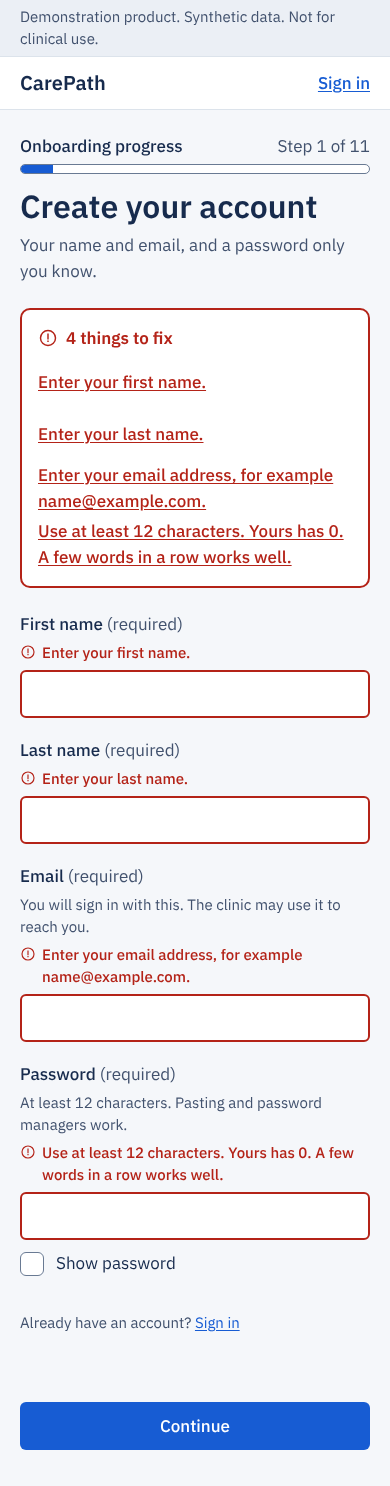 Demonstration product. Synthetic data. Not for
clinical use.
CarePath
Sign in
Onboarding progress
Step 1 of 11
Create your account
Your name and email, and a password only
you know.
4 things to fix
Enter your first name.
Enter your last name.
Enter your email address, for example
name@example.com.
Use at least 12 characters. Yours has 0.
A few words in a row works well.
First name (required)
Enter your first name.
Last name (required)
Enter your last name.
Email (required)
You will sign in with this. The clinic may use it to
reach you.
Enter your email address, for example
name@example.com.
Password (required)
At least 12 characters. Pasting and password
managers work.
Use at least 12 characters. Yours has 0. A few
words in a row works well.
Show password
Already have an account? Sign in
Continue